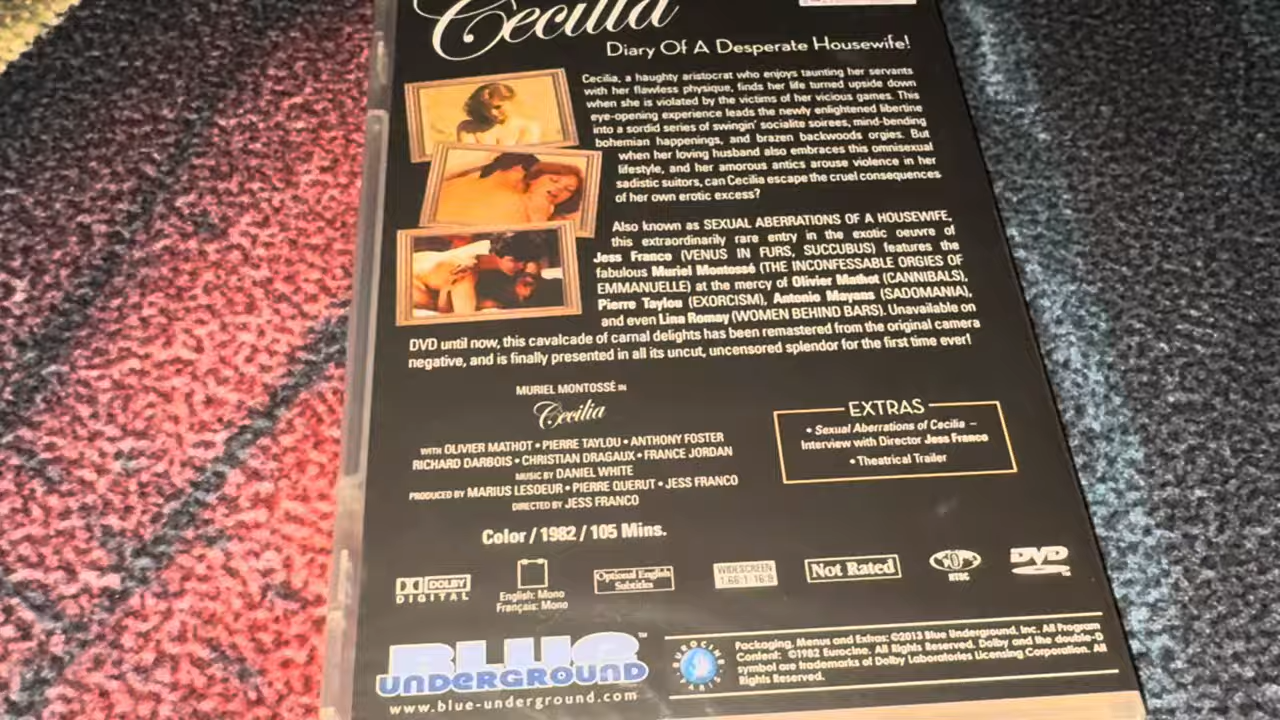 Cecilia
Diary Of A Desperate Housewife!
Cecilia, a haughty aristocrat who enjoys taunting her servants
with her flawless physique, finds her life turned upside down
when she is violated by the victims of her vicious games. This
eye-opening experience leads the newly enlightened libertine
into a sordid series of swingin' socialite soirees, mind-bending
bohemian happenings, and brazen backwoods orgies. But
when her loving husband also embraces this omnisexual
lifestyle, and her amorous antics arouse violence in her
sadistic suitors, can Cecilia escape the cruel consequences
of her own erotic excess?
Also known as SEXUAL ABERRATIONS OF A HOUSEWIFE,
this extraordinarily rare entry in the exotic oeuvre of
Jess Franco (VENUS IN FURS, SUCCUBUS) features the
fabulous Muriel Montossé (THE INCONFESSABLE ORGIES OF
EMMANUELLE) at the mercy of Olivier Mathot (CANNIBALS),
Pierre Taylou (EXORCISM), Antonio Mayans (SADOMANIA),
and even Lina Romay (WOMEN BEHIND BARS). Unavailable on
DVD until now, this cavalcade of carnal delights has been remastered from the original camera
negative, and is finally presented in all its uncut, uncensored splendor for the first time ever!
MURIEL MONTOSSÉ IN
Cecilia
WITH OLIVIER MATHOT • PIERRE TAYLOU • ANTHONY FOSTER
RICHARD DARBOIS • CHRISTIAN DRAGAUX • FRANCE JORDAN
MUSIC BY DANIEL WHITE
PRODUCED BY MARIUS LESOEUR • PIERRE QUERUT • JESS FRANCO
DIRECTED BY JESS FRANCO
EXTRAS
• Sexual Aberrations of Cecilia –
Interview with Director Jess Franco
• Theatrical Trailer
Color / 1982 / 105 Mins.
DOLBY
DIGITAL
English: Mono
Français: Mono
Optional English
Subtitles
WIDESCREEN
1.66:1 16:9
Not Rated
NTSC
DVD
BLUE
UNDERGROUND™
www.blue-underground.com
EUROCINE
PARIS
Packaging, Menus and Extras: ©2013 Blue Underground, Inc. All Program
Content: ©1982 Eurocine. All Rights Reserved. Dolby and the double-D
symbol are trademarks of Dolby Laboratories Licensing Corporation. All
Rights Reserved.